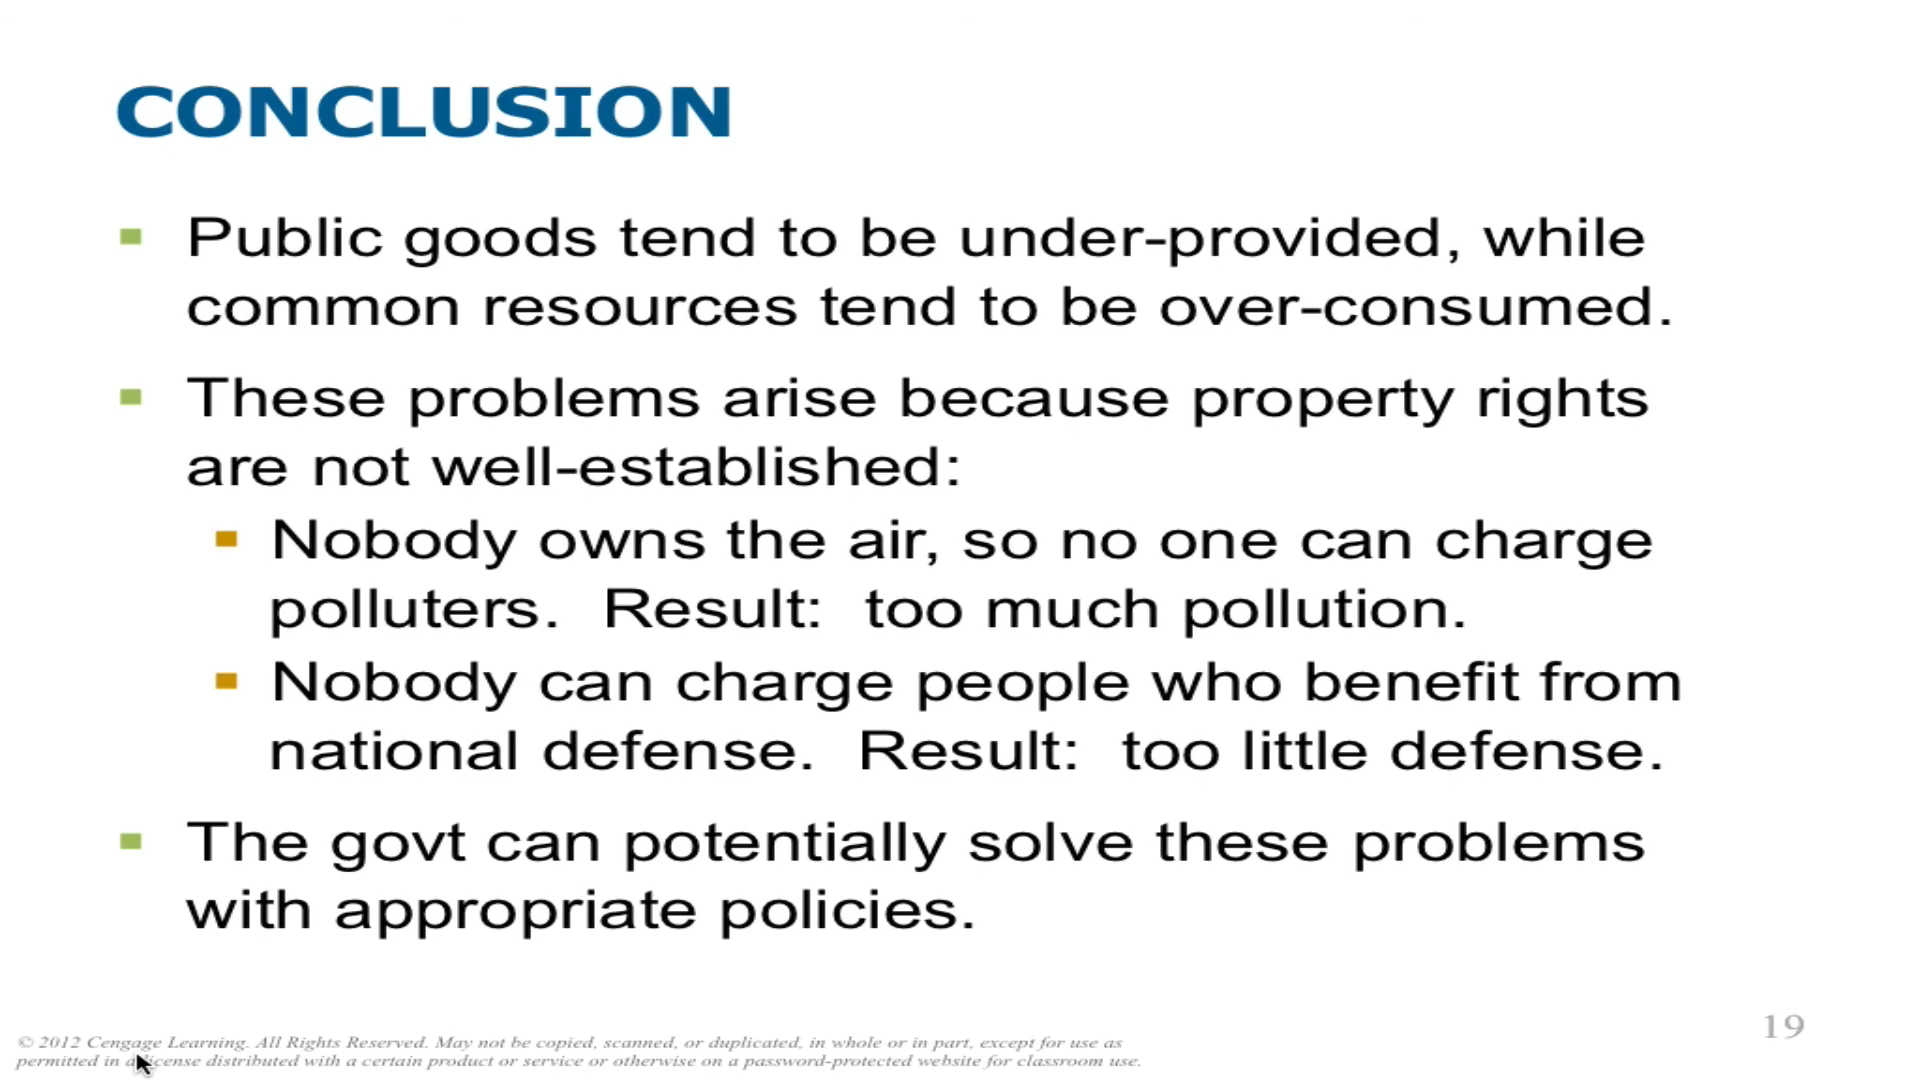 CONCLUSION
Public goods tend to be under-provided, while
common resources tend to be over-consumed.
These problems arise because property rights
are not well-established:
Nobody owns the air, so no one can charge
polluters.  Result:  too much pollution.
Nobody can charge people who benefit from
national defense.  Result:  too little defense.
The govt can potentially solve these problems
with appropriate policies.
19
© 2012 Cengage Learning. All Rights Reserved. May not be copied, scanned, or duplicated, in whole or in part, except for use as
permitted in a license distributed with a certain product or service or otherwise on a password-protected website for classroom use.